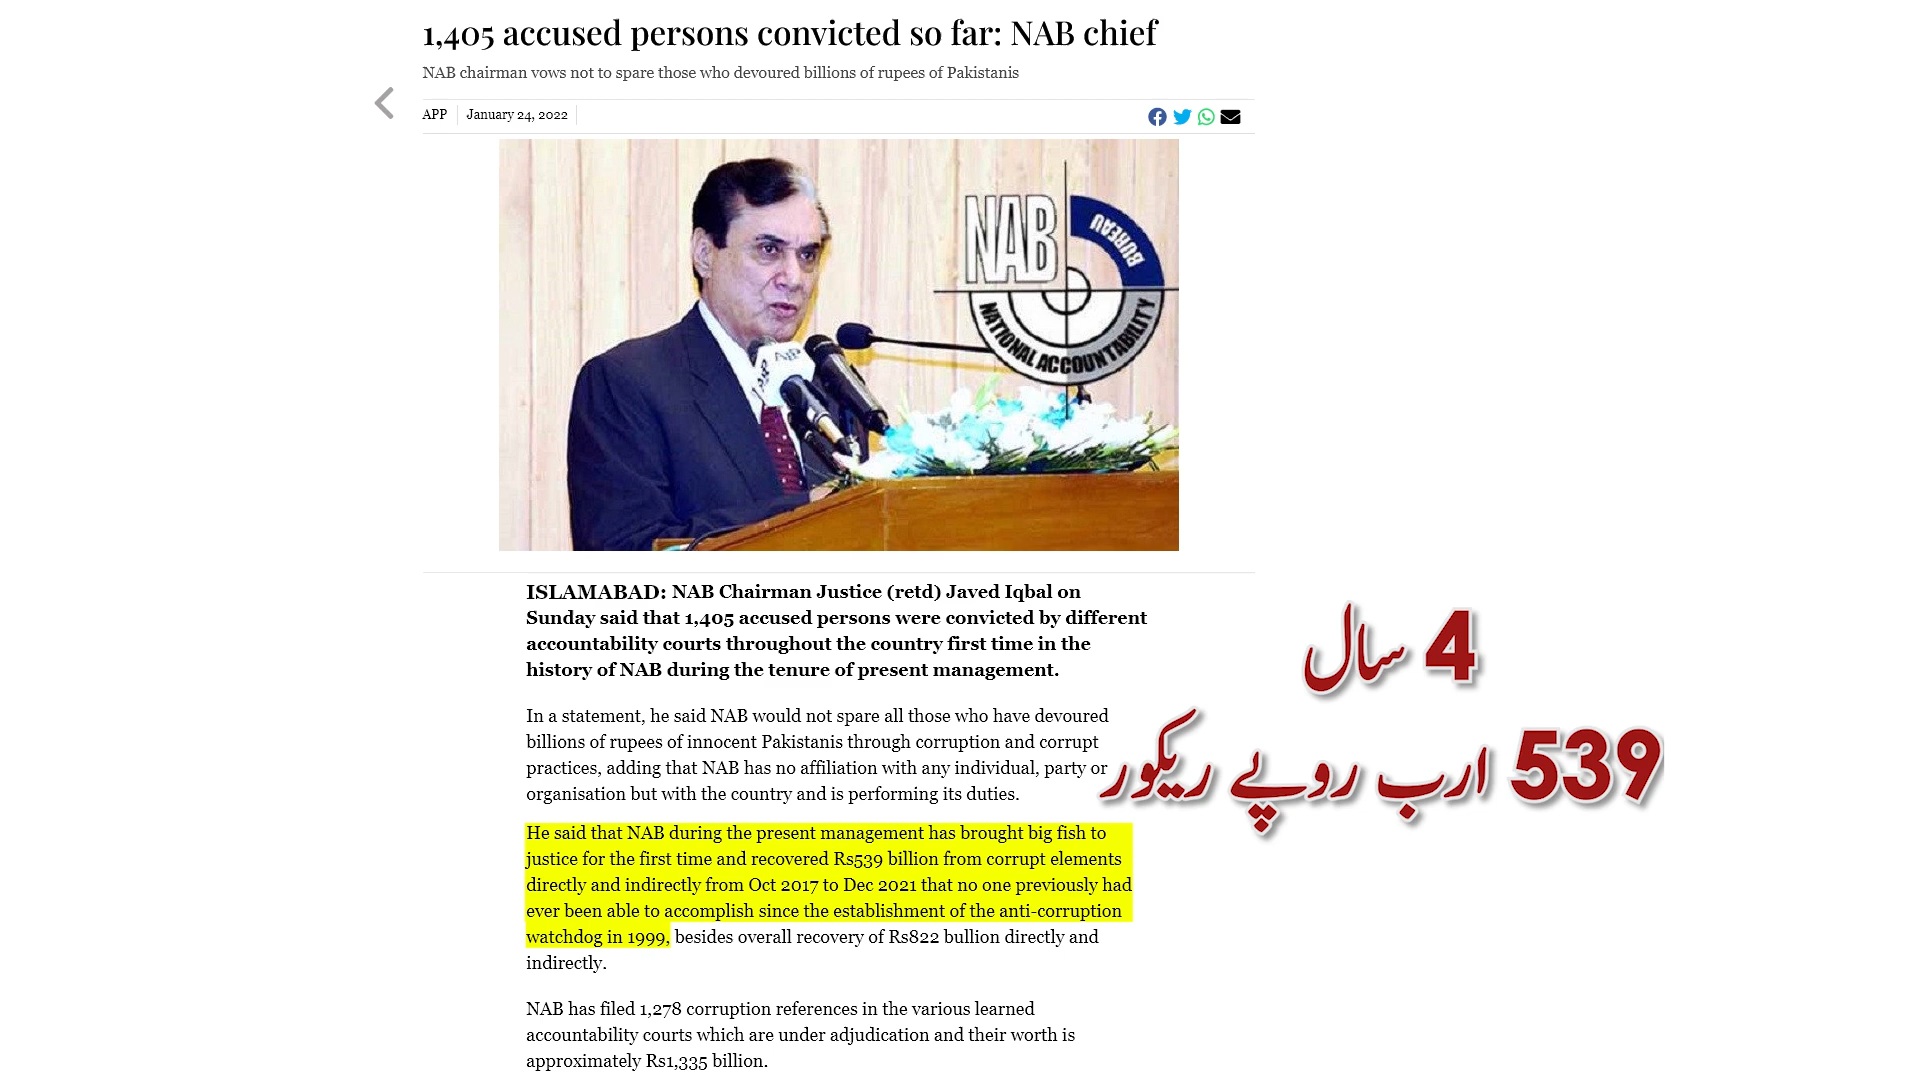 1,405 accused persons convicted so far: NAB chief
NAB chairman vows not to spare those who devoured billions of rupees of Pakistanis
APP
January 24, 2022
NAB
BUREAU
NATIONAL ACCOUNTABILITY
ISLAMABAD: NAB Chairman Justice (retd) Javed Iqbal on
Sunday said that 1,405 accused persons were convicted by different
accountability courts throughout the country first time in the
history of NAB during the tenure of present management.
In a statement, he said NAB would not spare all those who have devoured
billions of rupees of innocent Pakistanis through corruption and corrupt
practices, adding that NAB has no affiliation with any individual, party or
organisation but with the country and is performing its duties.
He said that NAB during the present management has brought big fish to
justice for the first time and recovered Rs539 billion from corrupt elements
directly and indirectly from Oct 2017 to Dec 2021 that no one previously had
ever been able to accomplish since the establishment of the anti-corruption
watchdog in 1999, besides overall recovery of Rs822 bullion directly and
indirectly.
NAB has filed 1,278 corruption references in the various learned
accountability courts which are under adjudication and their worth is
approximately Rs1,335 billion.
4 سال
539 ارب روپے ریکور